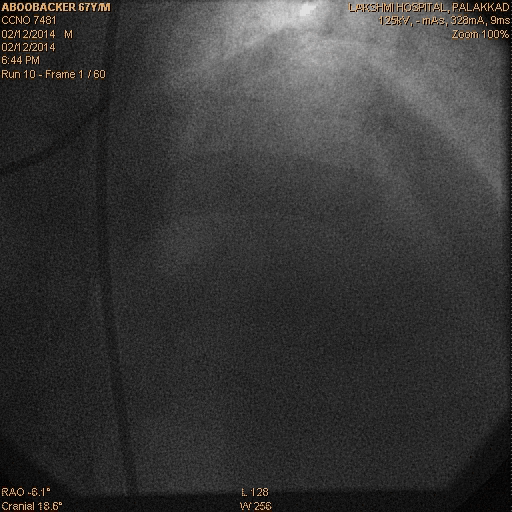 ABOOBACKER 67Y/M
CCNO 7481
02/12/2014 M
02/12/2014
6:44 PM
Run 10 - Frame 1 / 60
LAKSHMI HOSPITAL, PALAKKAD
125kV, - mAs, 328mA, 9ms
Zoom 100%
RAO -6.1°
Cranial 18.6°
L 128
W 256